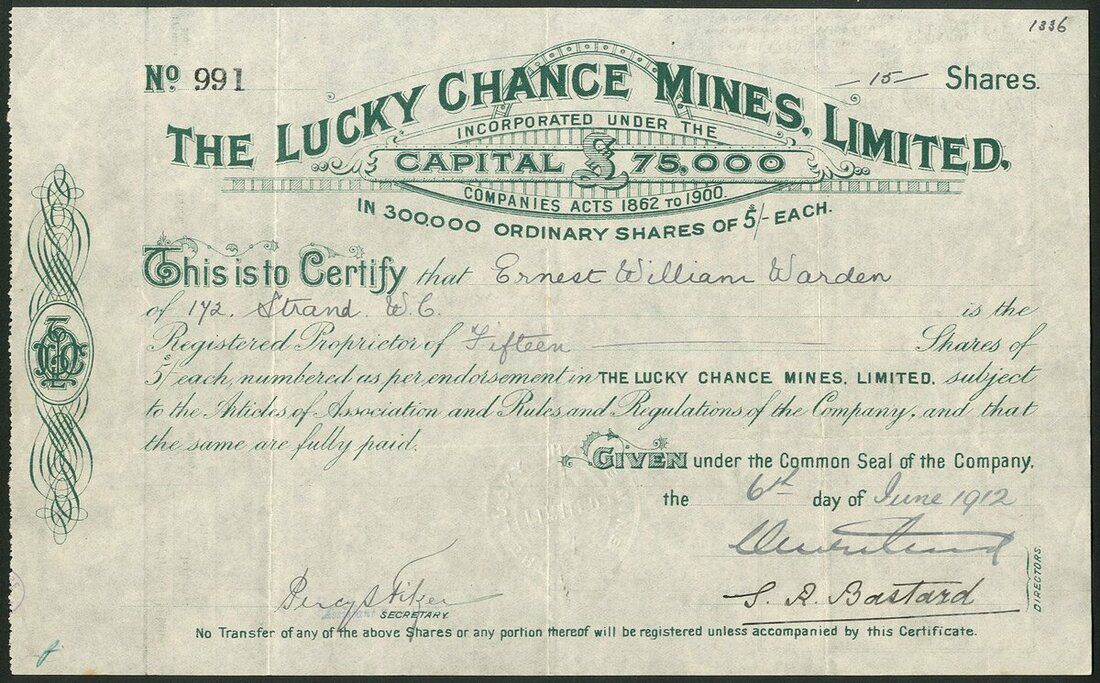 1336
No 991
15 Shares.
THE LUCKY CHANCE MINES, LIMITED.
INCORPORATED UNDER THE
CAPITAL £75,000
COMPANIES ACTS 1862 TO 1900.
IN 300,000 ORDINARY SHARES OF 5/- EACH.
This is to Certify that Ernest William Warden
of 172. Strand. W.C. is the
Registered Proprietor of Fifteen Shares of
5/- each, numbered as per endorsement in THE LUCKY CHANCE MINES, LIMITED, subject
to the Articles of Association and Rules and Regulations of the Company, and that
the same are fully paid.
GIVEN under the Common Seal of the Company,
the 6th day of June 1912
S. R. Bastard
DIRECTORS.
Percy S
SECRETARY.
No Transfer of any of the above Shares or any portion thereof will be registered unless accompanied by this Certificate.
LIMITED